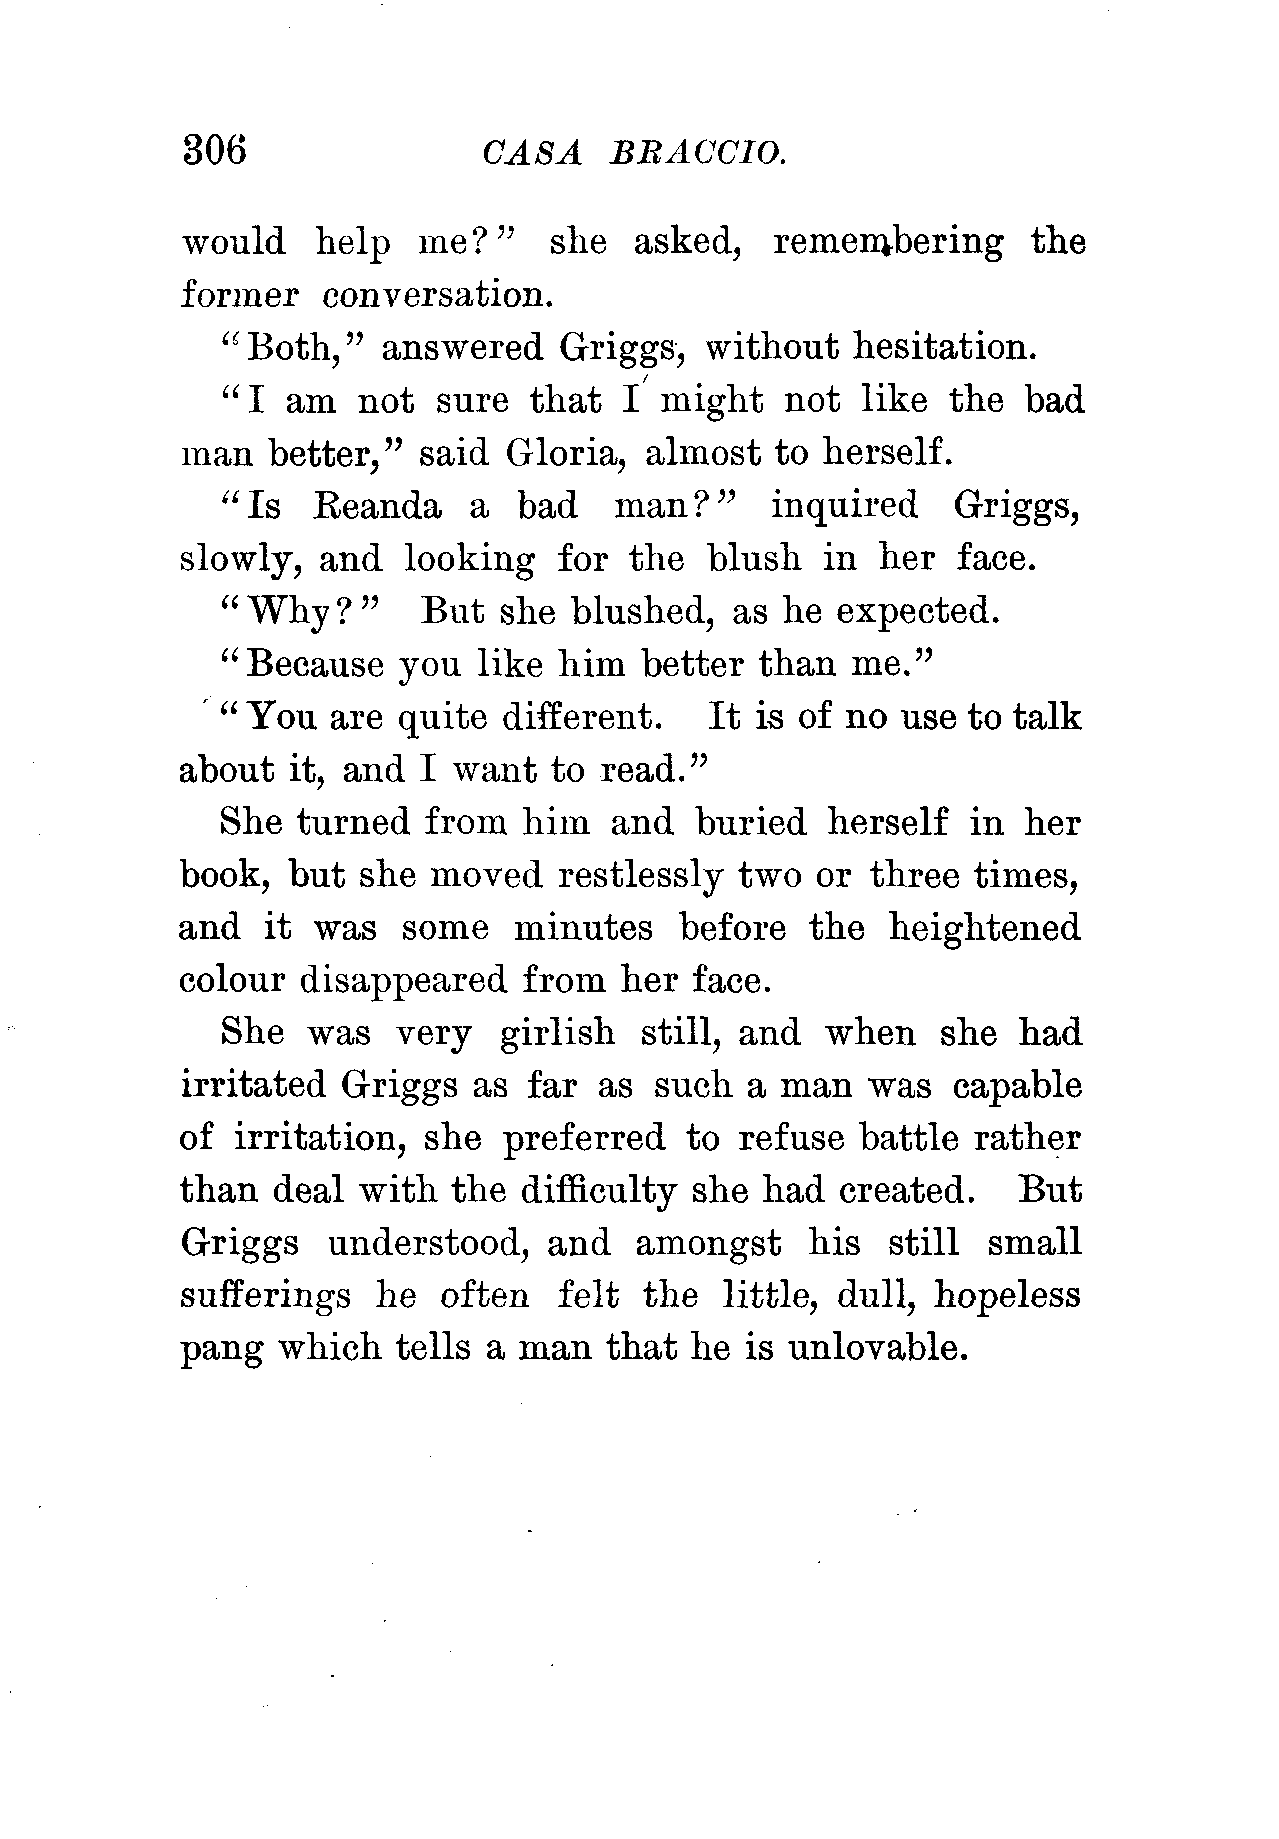 306 CASA BRACCIO.
would help me?" she asked, remembering the
former conversation.
"Both," answered Griggs, without hesitation.
"I am not sure that I might not like the bad
man better," said Gloria, almost to herself.
"Is Reanda a bad man?" inquired Griggs,
slowly, and looking for the blush in her face.
"Why?" But she blushed, as he expected.
"Because you like him better than me."
"You are quite different. It is of no use to talk
about it, and I want to read."
She turned from him and buried herself in her
book, but she moved restlessly two or three times,
and it was some minutes before the heightened
colour disappeared from her face.
She was very girlish still, and when she had
irritated Griggs as far as such a man was capable
of irritation, she preferred to refuse battle rather
than deal with the difficulty she had created. But
Griggs understood, and amongst his still small
sufferings he often felt the little, dull, hopeless
pang which tells a man that he is unlovable.